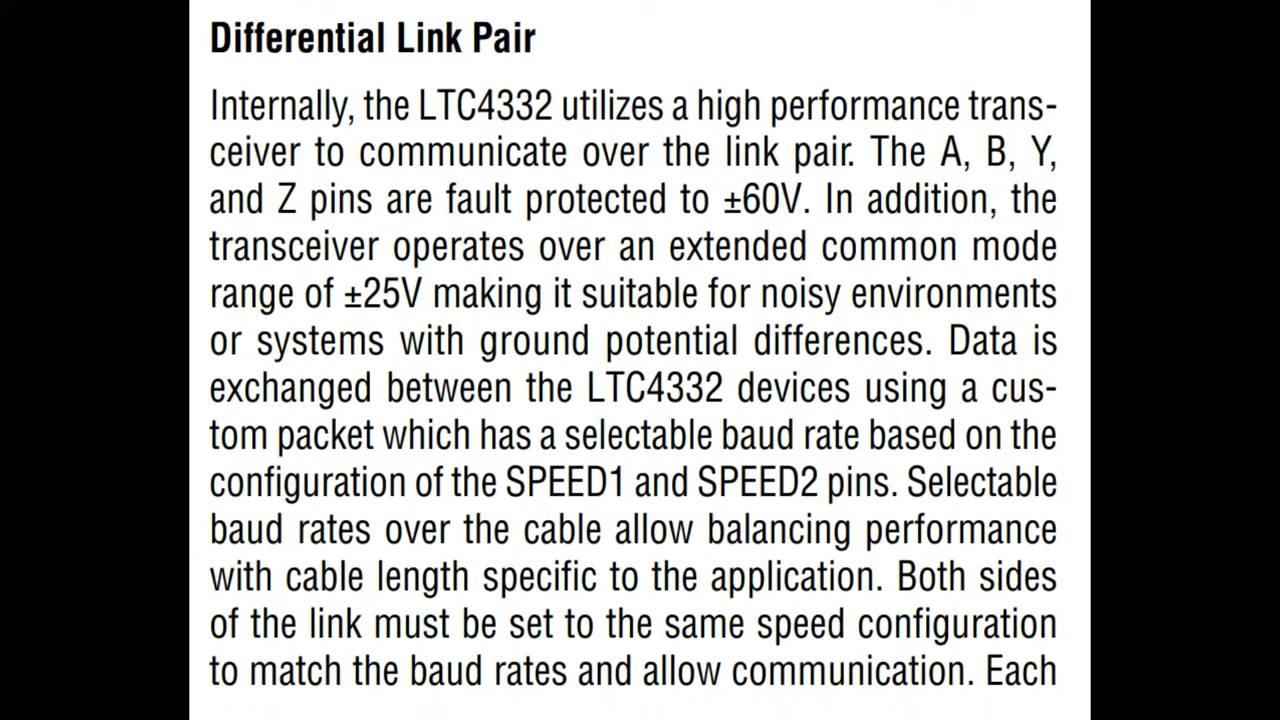 Differential Link Pair
Internally, the LTC4332 utilizes a high performance trans-
ceiver to communicate over the link pair. The A, B, Y,
and Z pins are fault protected to ±60V. In addition, the
transceiver operates over an extended common mode
range of ±25V making it suitable for noisy environments
or systems with ground potential differences. Data is
exchanged between the LTC4332 devices using a cus-
tom packet which has a selectable baud rate based on the
configuration of the SPEED1 and SPEED2 pins. Selectable
baud rates over the cable allow balancing performance
with cable length specific to the application. Both sides
of the link must be set to the same speed configuration
to match the baud rates and allow communication. Each